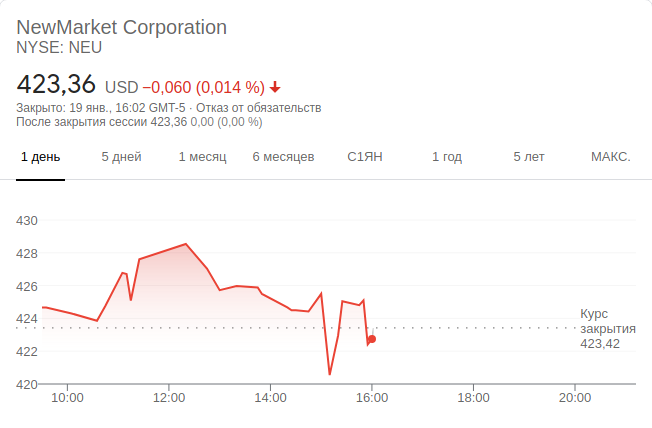 NewMarket Corporation
NYSE: NEU
423,36 USD −0,060 (0,014 %)
Закрыто: 19 янв., 16:02 GMT-5 · Отказ от обязательств
После закрытия сессии 423,36 0,00 (0,00 %)
1 день 5 дней 1 месяц 6 месяцев С1ЯН 1 год 5 лет МАКС.
430
428
426
424
422
420
Курс
закрытия
423,42
10:00 12:00 14:00 16:00 18:00 20:00